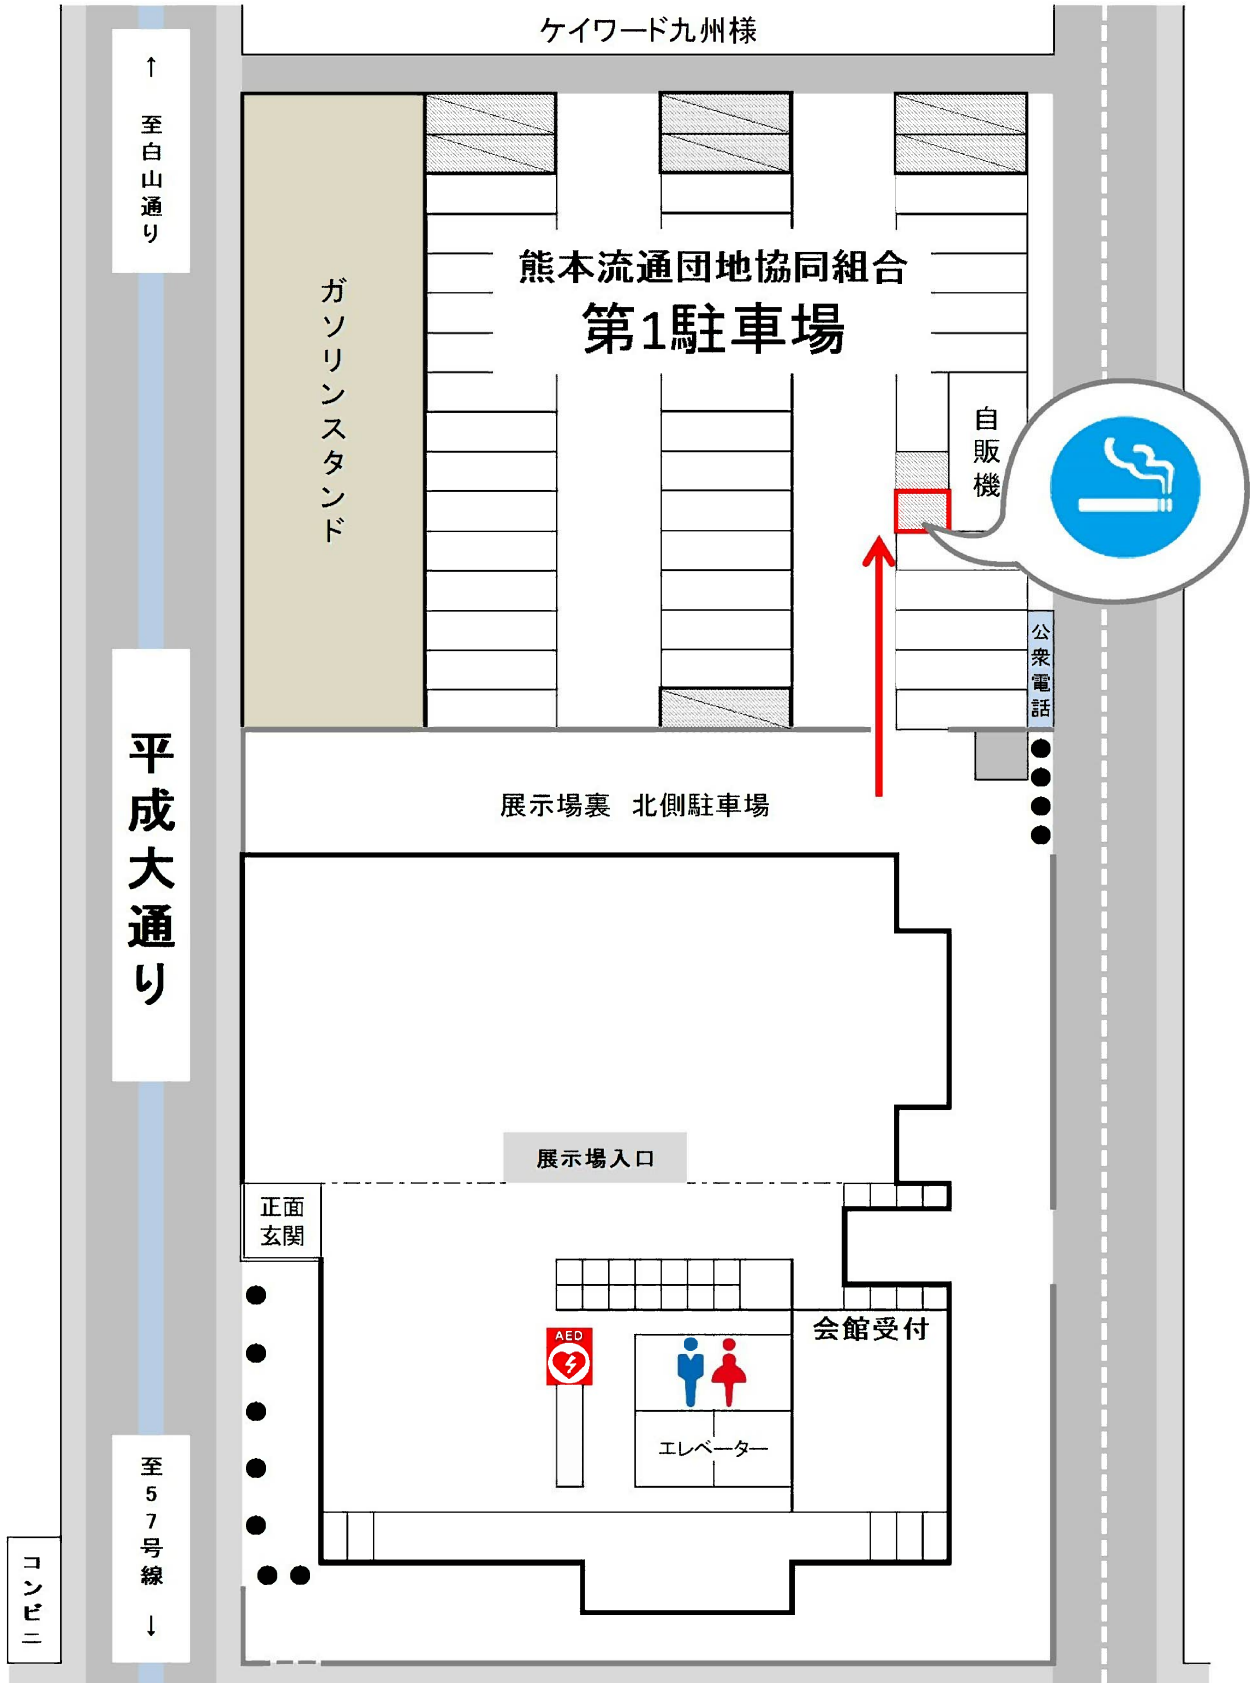 ケイワード九州様
↑ 至白山通り
ガソリンスタンド
熊本流通団地協同組合
第1駐車場
自販機
公衆電話
平成大通り
展示場裏 北側駐車場
展示場入口
正面
玄関
会館受付
AED
エレベーター
至57号線 ↓
コンビニ